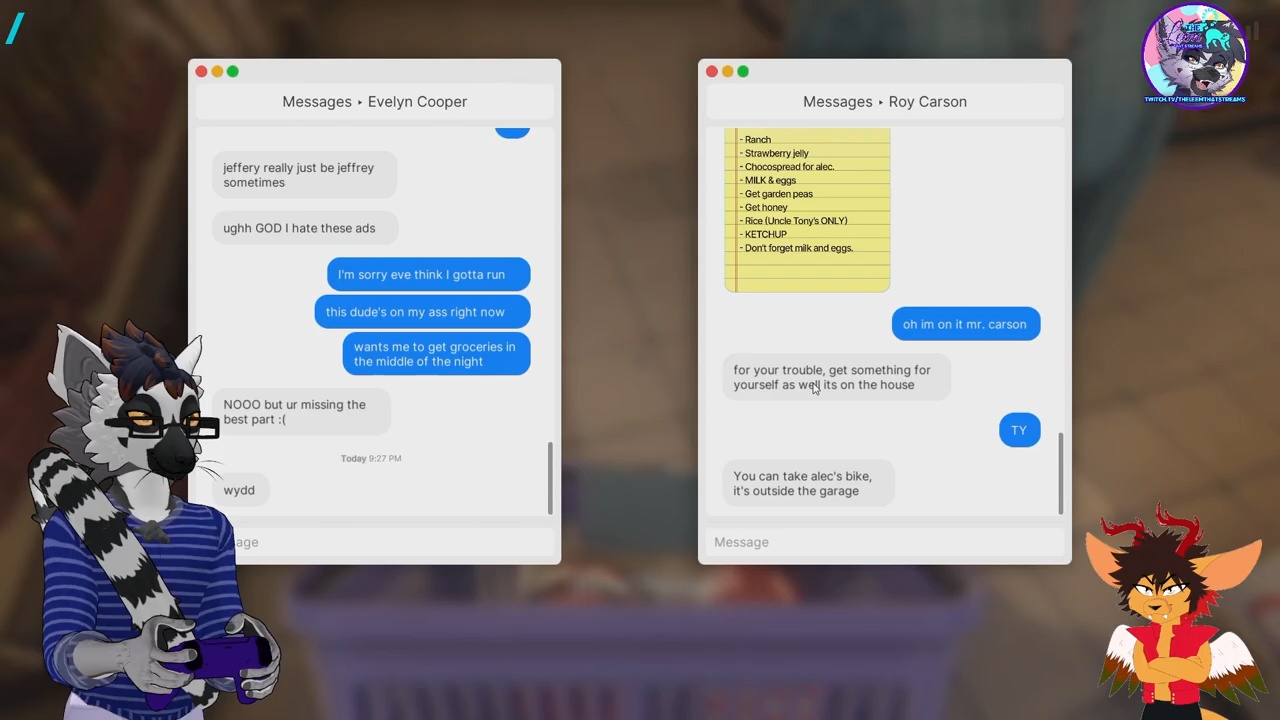 Messages ▸ Evelyn Cooper
jeffery really just be jeffrey
sometimes
ughh GOD I hate these ads
I'm sorry eve think I gotta run
this dude's on my ass right now
wants me to get groceries in
the middle of the night
NOOO but ur missing the
best part :(
Today 9:27 PM
wydd
Messages ▸ Roy Carson
- Ranch
- Strawberry jelly
- Chocospread for alec.
- MILK & eggs
- Get garden peas
- Get honey
- Rice (Uncle Tony's ONLY)
- KETCHUP
- Don't forget milk and eggs.
oh im on it mr. carson
for your trouble, get something for
yourself as well its on the house
TY
You can take alec's bike,
it's outside the garage
Message
THE
TWITCH.TV/THELEEMTHATSTREAMS